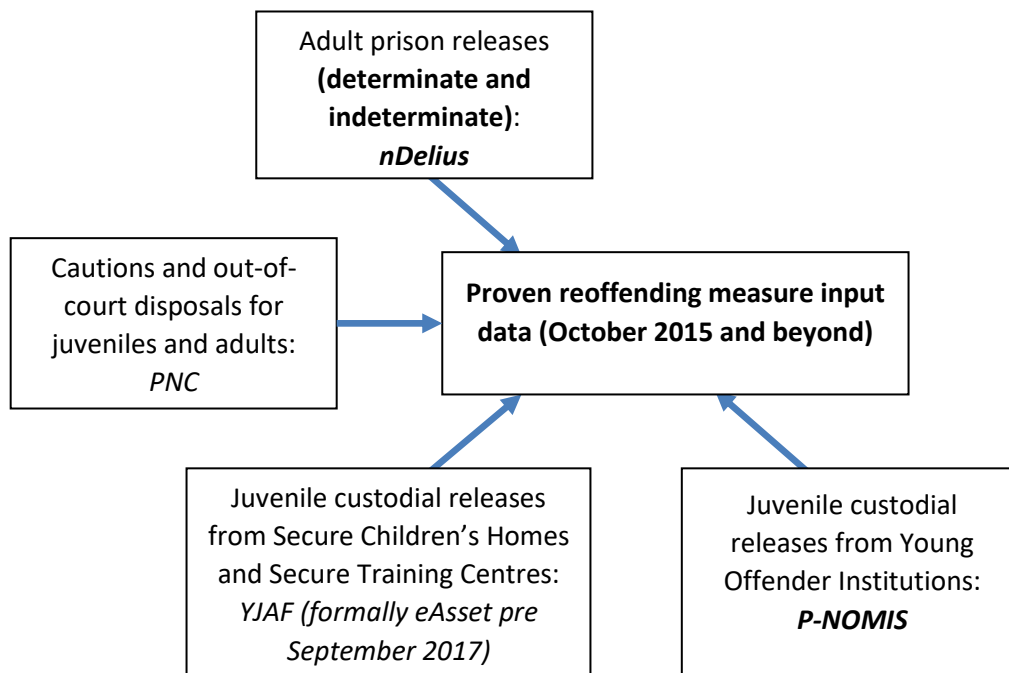 Adult prison releases
(determinate and
indeterminate):
nDelius
Cautions and out-of-
court disposals for
juveniles and adults:
PNC
Proven reoffending measure input
data (October 2015 and beyond)
Juvenile custodial releases
from Secure Children’s Homes
and Secure Training Centres:
YJAF (formally eAsset pre
September 2017)
Juvenile custodial
releases from Young
Offender Institutions:
P-NOMIS